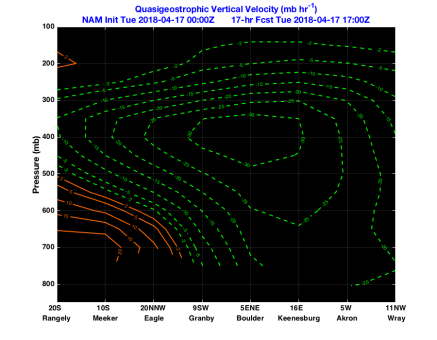 Quasigeostrophic Vertical Velocity (mb hr⁻¹)
NAM Init Tue 2018-04-17 00:00Z 17-hr Fcst Tue 2018-04-17 17:00Z
100
200
300
400
500
600
700
800
Pressure (mb)
20S 10S 20NNW 9SW 5ENE 16E 5W 11NW
Rangely Meeker Eagle Granby Boulder Keenesburg Akron Wray